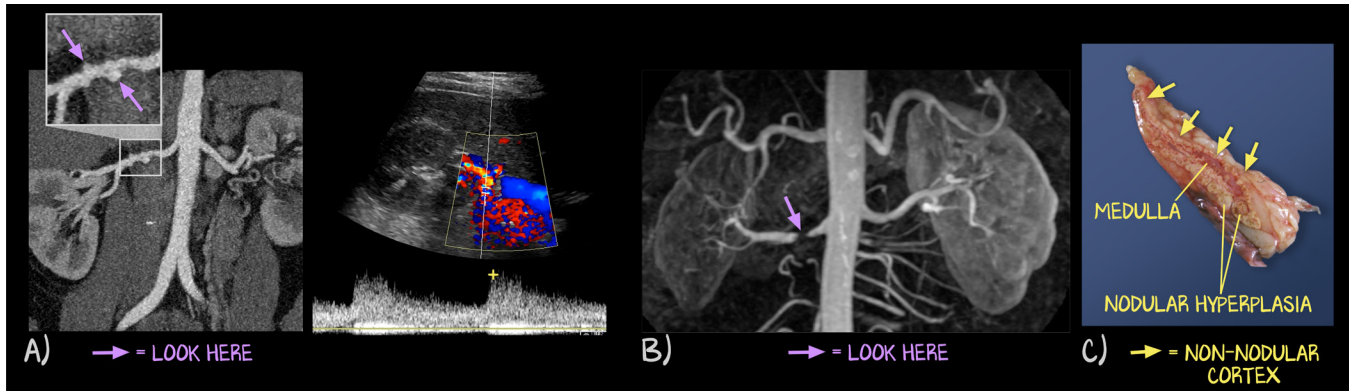 MEDULLA
NODULAR HYPERPLASIA
A) → = LOOK HERE
B) → = LOOK HERE
C) → = NON-NODULAR
CORTEX